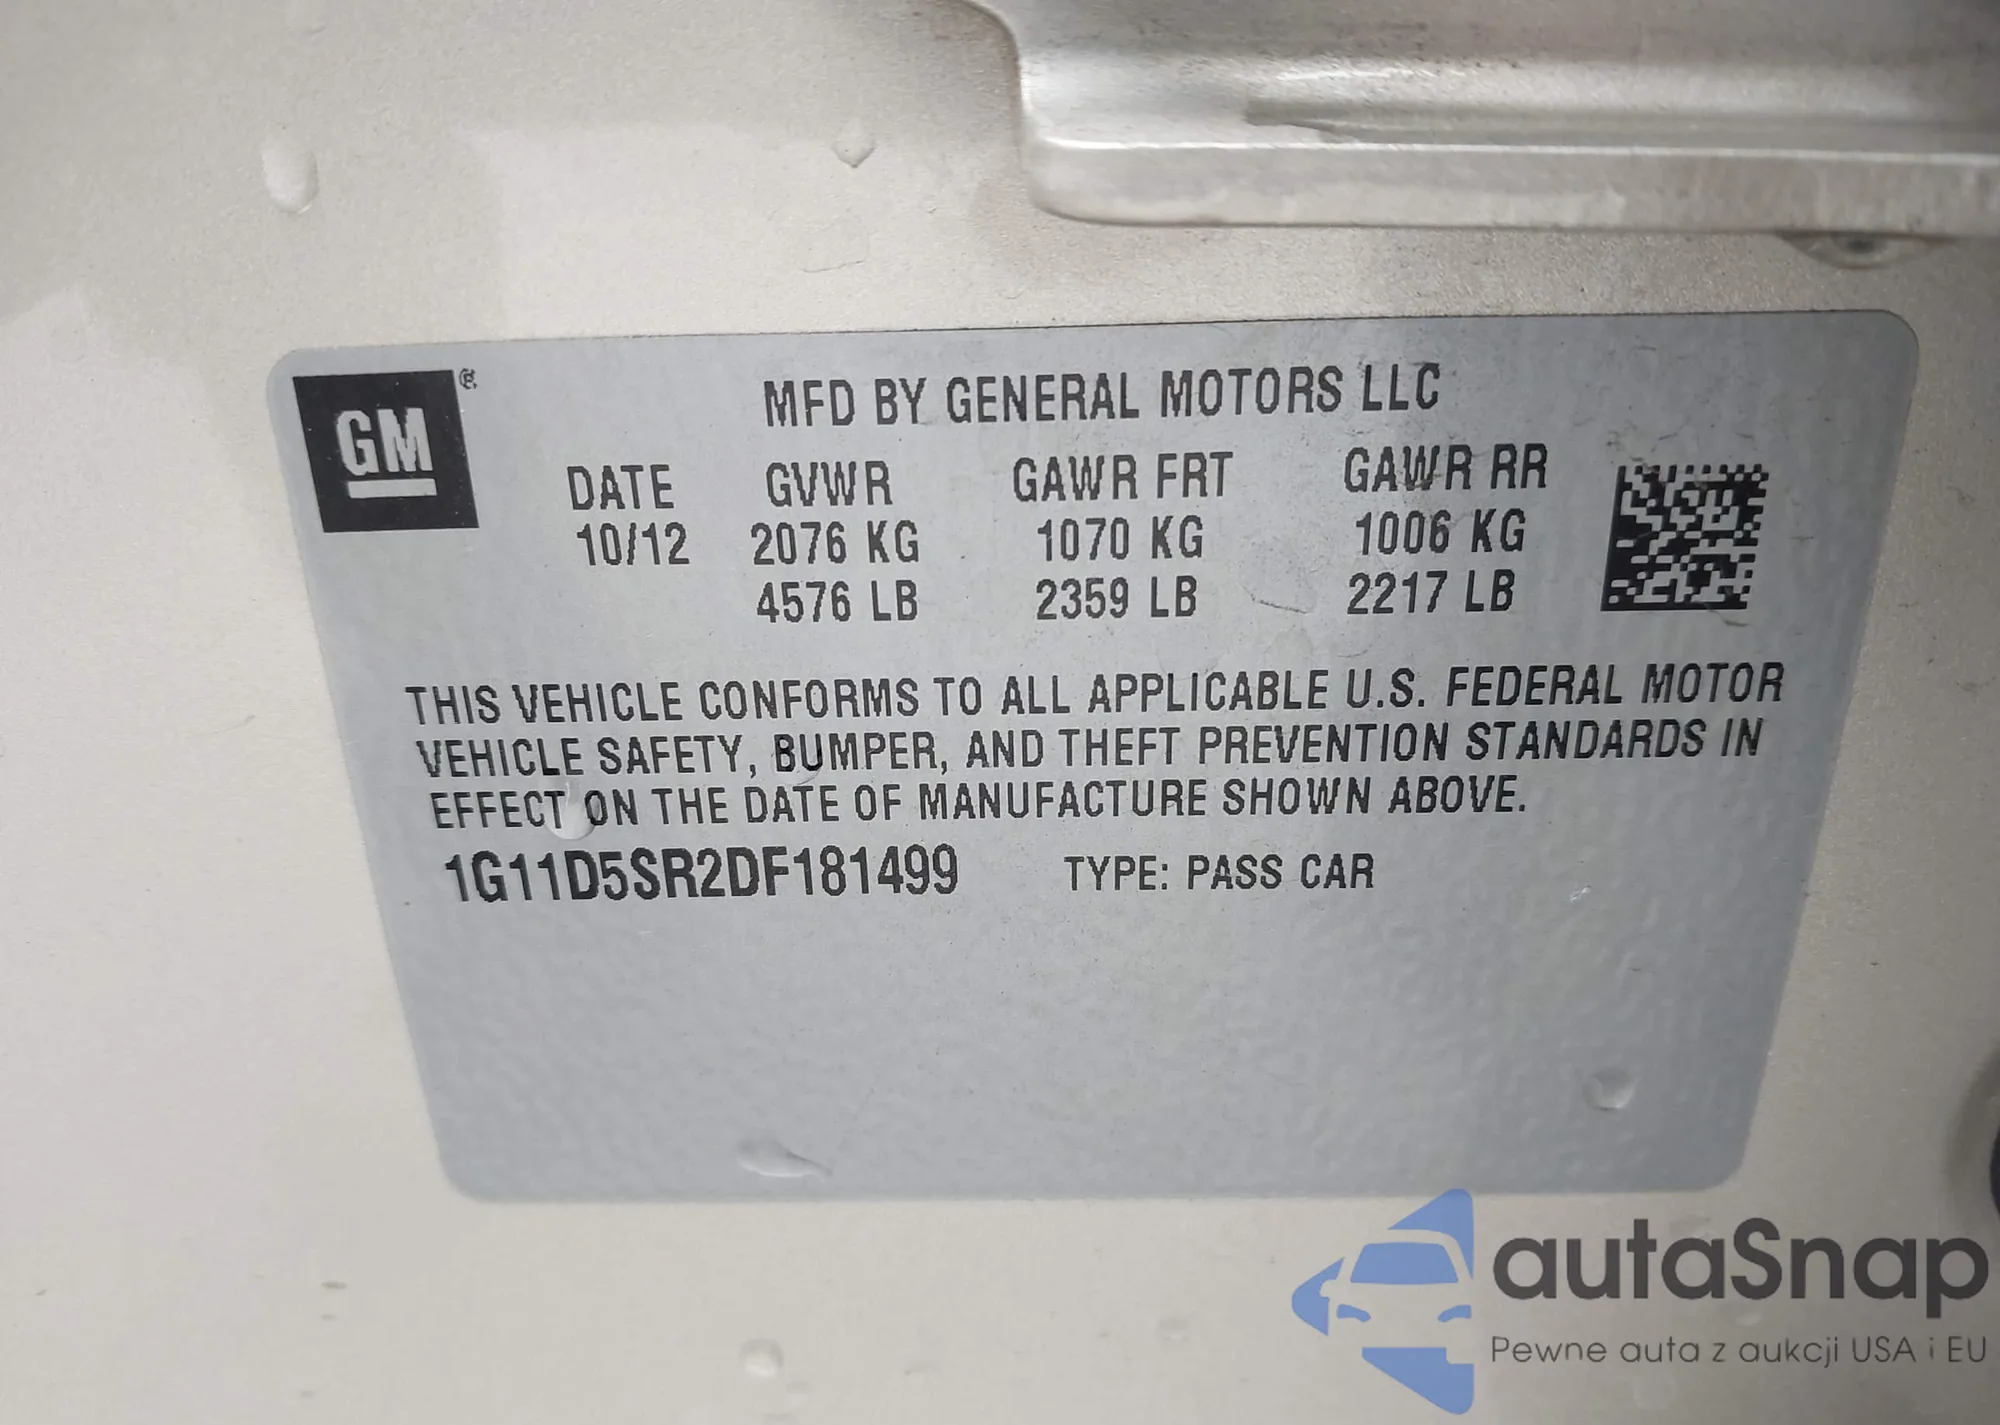 GM
MFD BY GENERAL MOTORS LLC
DATE GVWR GAWR FRT GAWR RR
10/12 2076 KG 1070 KG 1006 KG
4576 LB 2359 LB 2217 LB
THIS VEHICLE CONFORMS TO ALL APPLICABLE U.S. FEDERAL MOTOR
VEHICLE SAFETY, BUMPER, AND THEFT PREVENTION STANDARDS IN
EFFECT ON THE DATE OF MANUFACTURE SHOWN ABOVE.
1G11D5SR2DF181499 TYPE: PASS CAR
autaSnap
Pewne auta z aukcji USA i EU